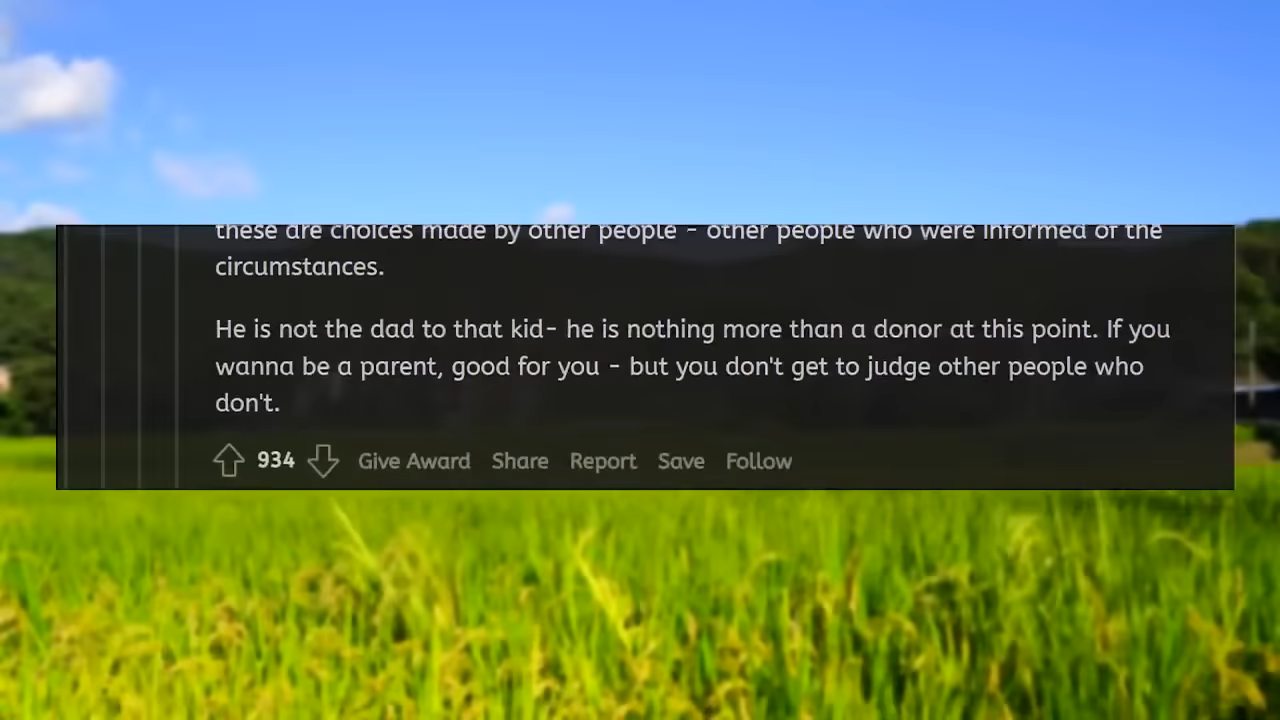 these are choices made by other people - other people who were informed of the
circumstances.
He is not the dad to that kid- he is nothing more than a donor at this point. If you
wanna be a parent, good for you - but you don't get to judge other people who
don't.
934 Give Award Share Report Save Follow